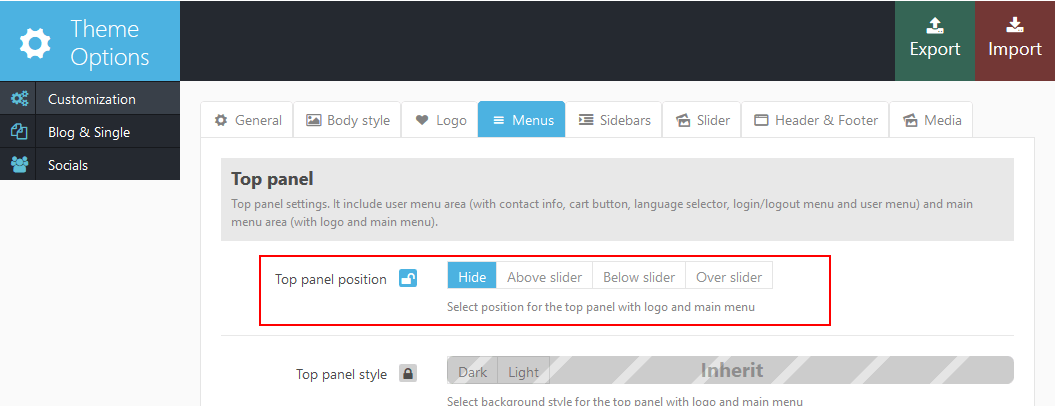 Theme
Options
Export
Import
Customization
Blog & Single
Socials
General
Body style
Logo
Menus
Sidebars
Slider
Header & Footer
Media
Top panel
Top panel settings. It include user menu area (with contact info, cart button, language selector, login/logout menu and user menu) and main
menu area (with logo and main menu).
Top panel position
Hide
Above slider
Below slider
Over slider
Select position for the top panel with logo and main menu
Top panel style
Dark
Light
Inherit
Select background style for the top panel with logo and main menu